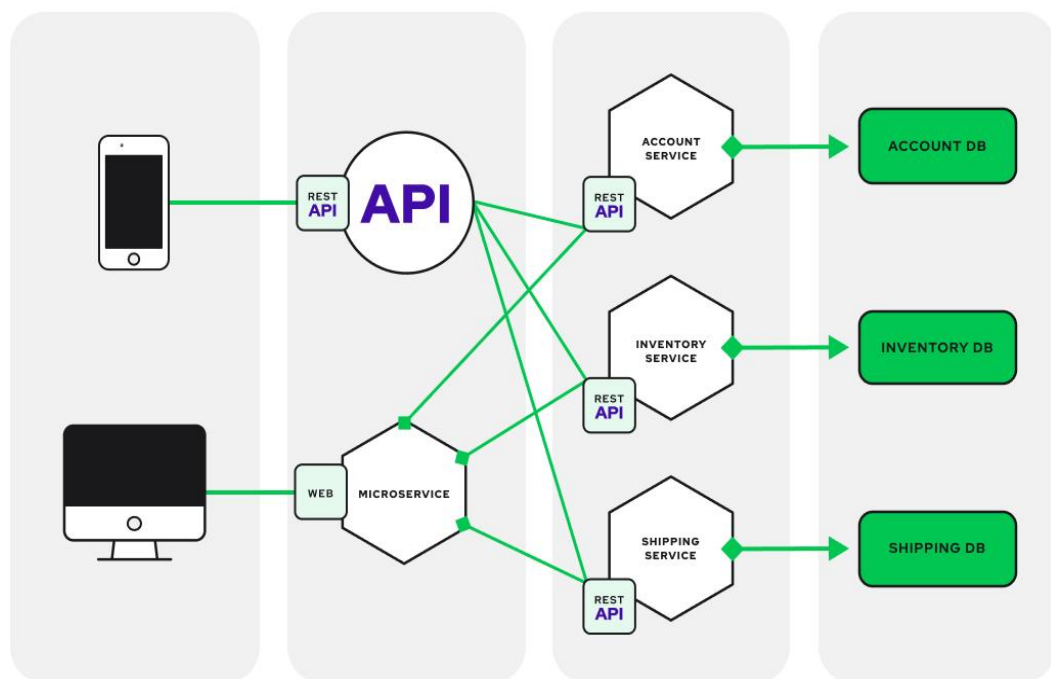 REST
API
API
WEB
MICROSERVICE
ACCOUNT
SERVICE
REST
API
INVENTORY
SERVICE
REST
API
SHIPPING
SERVICE
REST
API
ACCOUNT DB
INVENTORY DB
SHIPPING DB